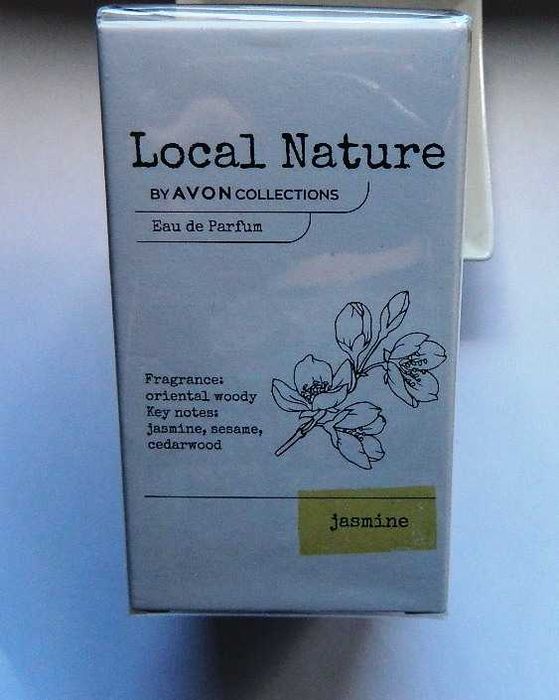 Local Nature
BY AVON COLLECTIONS
Eau de Parfum
Fragrance:
oriental woody
Key notes:
jasmine, sesame,
cedarwood
jasmine